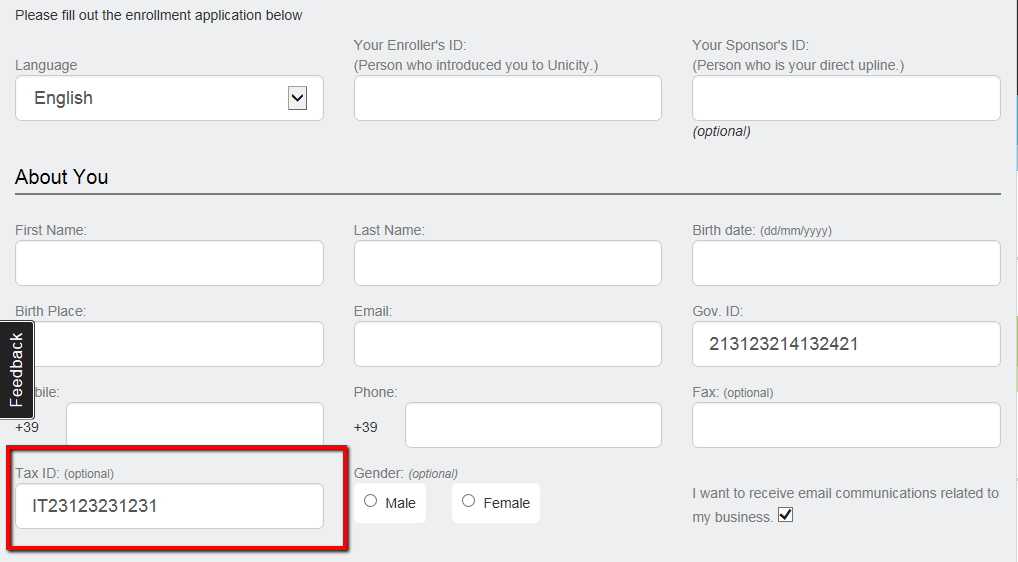 Please fill out the enrollment application below
Language
English
Your Enroller's ID:
(Person who introduced you to Unicity.)
Your Sponsor's ID:
(Person who is your direct upline.)
(optional)
About You
First Name:
Last Name:
Birth date: (dd/mm/yyyy)
Birth Place:
Email:
Gov. ID:
213123214132421
Feedback
bile:
+39
Phone:
+39
Fax: (optional)
Tax ID: (optional)
IT23123231231
Gender: (optional)
Male
Female
I want to receive email communications related to
my business.